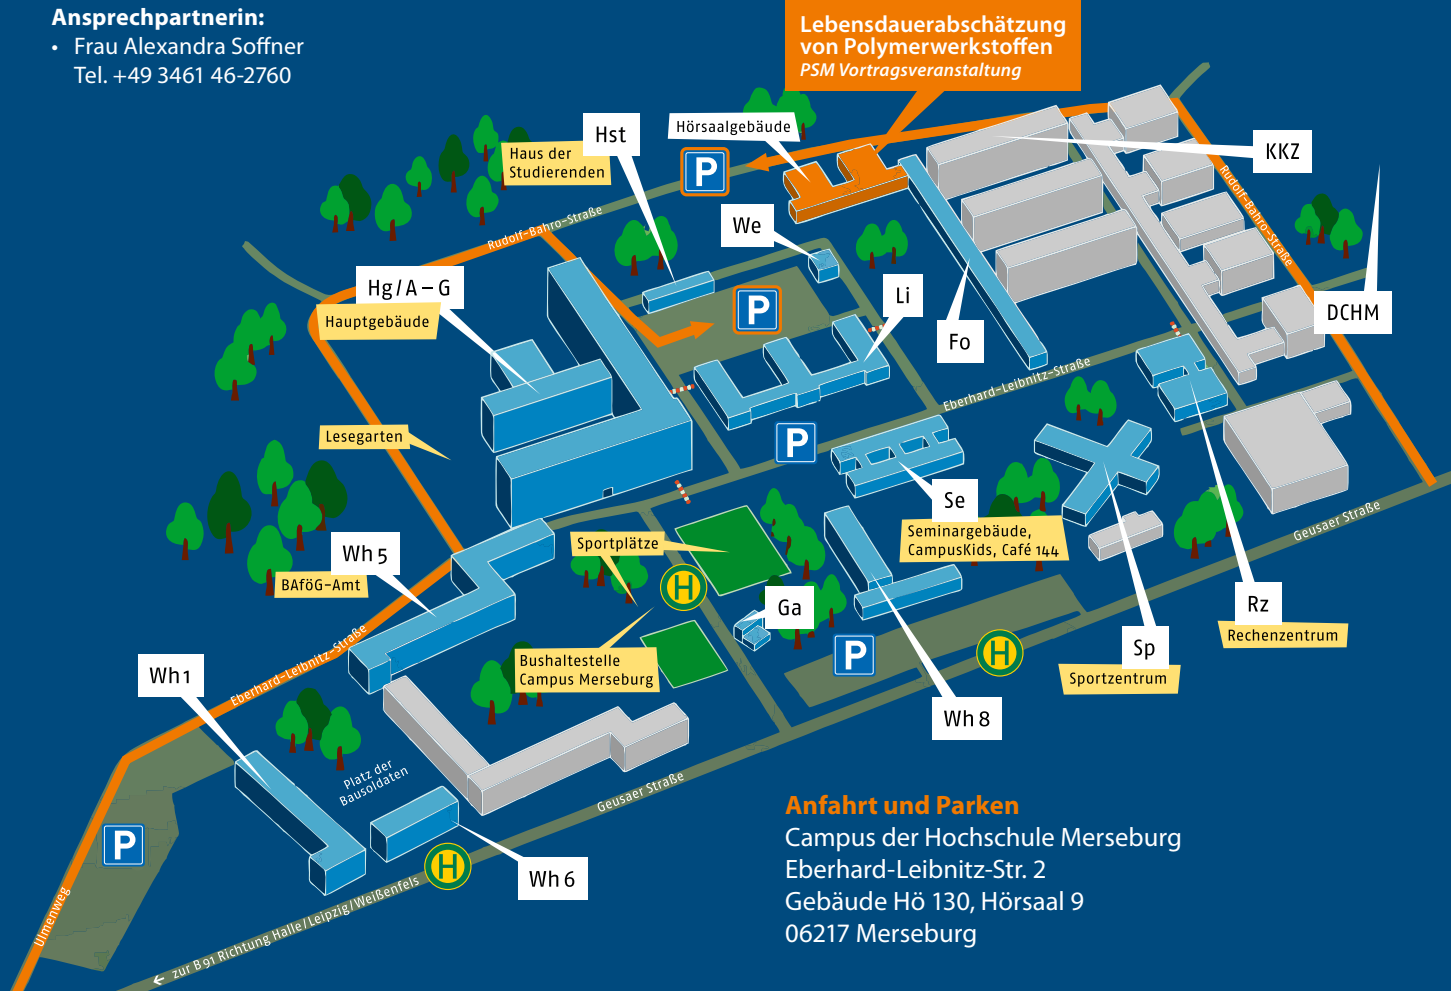 Ansprechpartnerin:
• Frau Alexandra Soffner
Tel. +49 3461 46-2760
Lebensdauerabschätzung
von Polymerwerkstoffen
PSM Vortragsveranstaltung
Hörsaalgebäude
Hst
Haus der
Studierenden
P
KKZ
Rudolf-Bahro-Straße
Rudolf-Bahro-Straße
We
Hg/A – G
Hauptgebäude
P
Li
Fo
DCHM
Eberhard-Leibnitz-Straße
Lesegarten
P
Se
Seminargebäude,
CampusKids, Café 144
Geusaer Straße
Wh 5
BAföG-Amt
Sportplätze
H
Ga
Rz
Rechenzentrum
Eberhard-Leibnitz-Straße
Bushaltestelle
Campus Merseburg
P
H
Sp
Sportzentrum
Wh 1
Wh 8
Platz der
Bausoldaten
Geusaer Straße
P
H
Wh 6
Ulmenweg
← zur B 91 Richtung Halle/Leipzig/Weißenfels
Anfahrt und Parken
Campus der Hochschule Merseburg
Eberhard-Leibnitz-Str. 2
Gebäude Hö 130, Hörsaal 9
06217 Merseburg